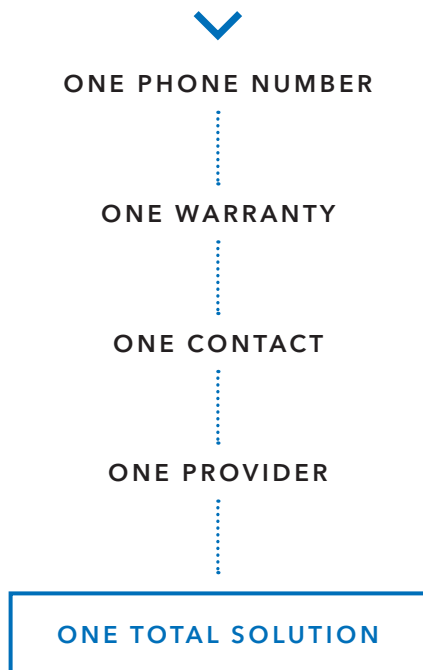 ONE PHONE NUMBER
ONE WARRANTY
ONE CONTACT
ONE PROVIDER
ONE TOTAL SOLUTION